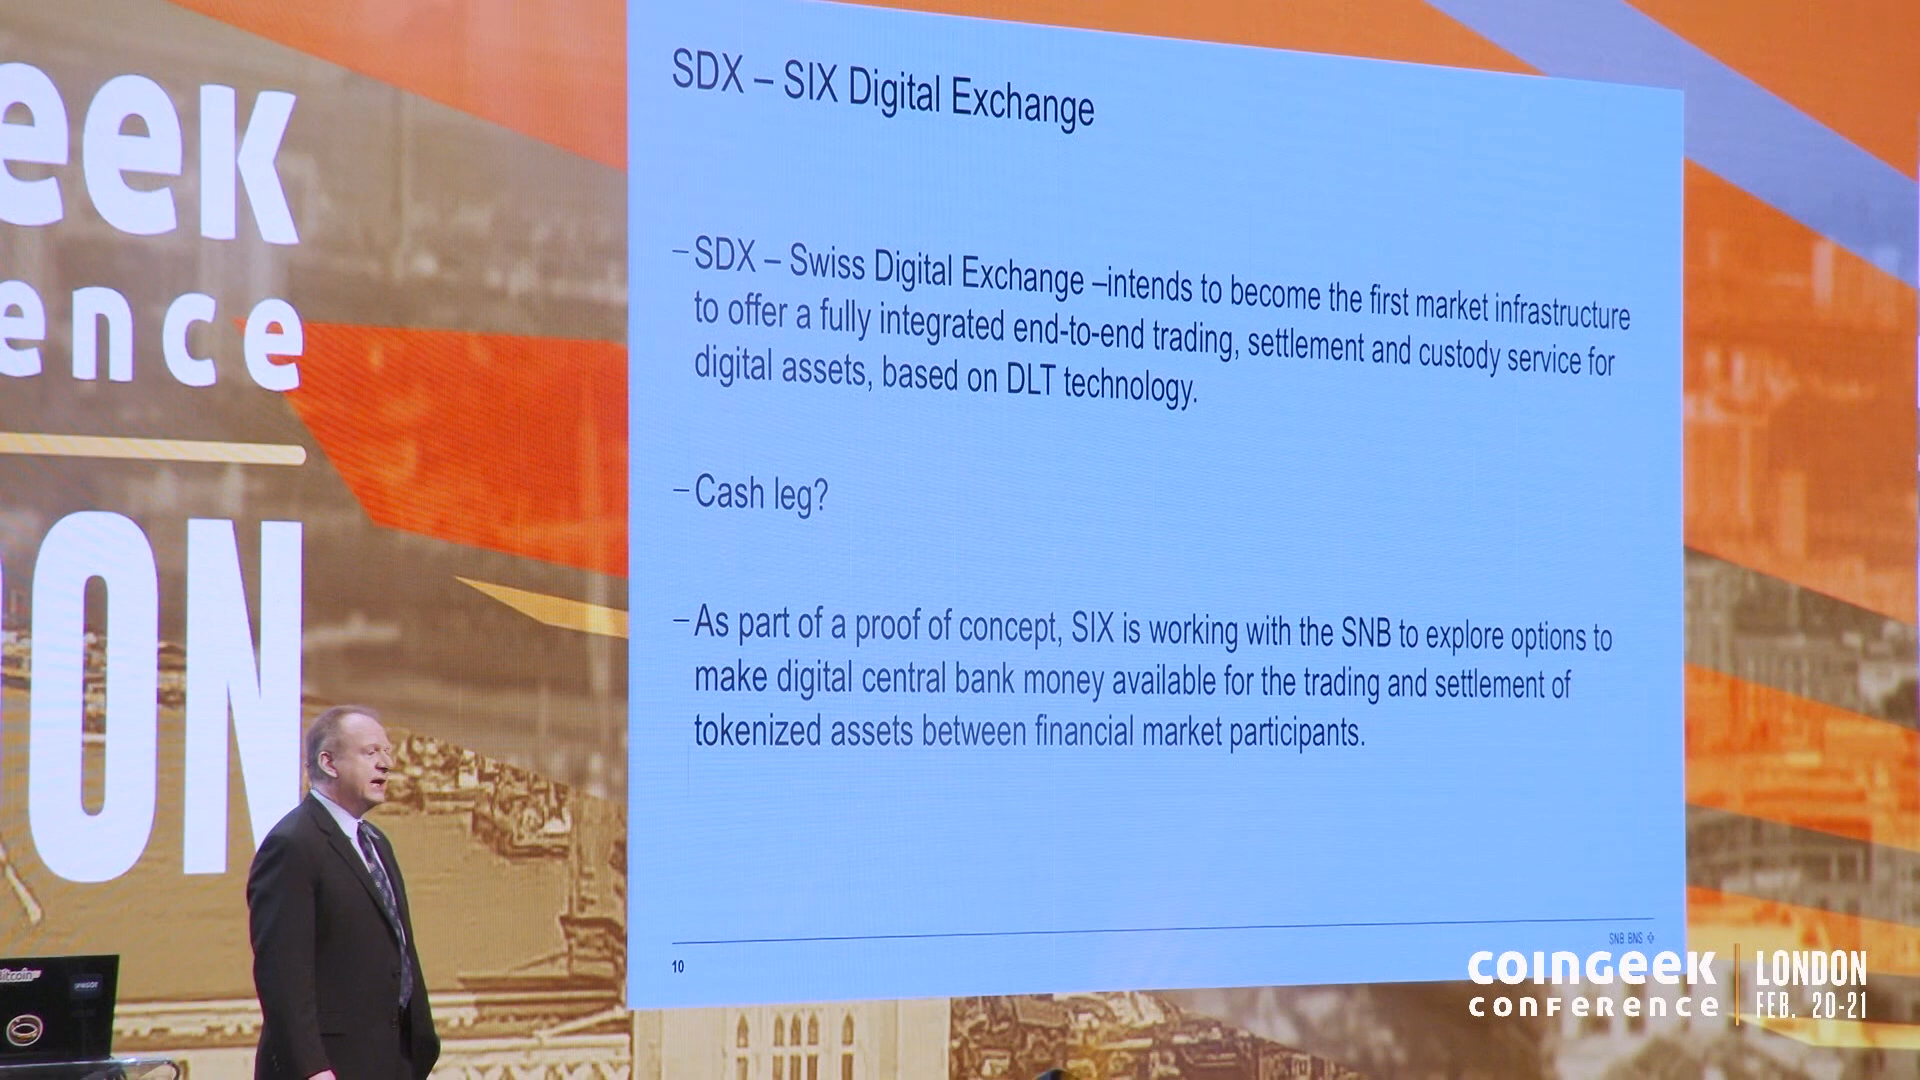 eek
ence
ON
SDX – SIX Digital Exchange
– SDX – Swiss Digital Exchange –intends to become the first market infrastructure
to offer a fully integrated end-to-end trading, settlement and custody service for
digital assets, based on DLT technology.
– Cash leg?
– As part of a proof of concept, SIX is working with the SNB to explore options to
make digital central bank money available for the trading and settlement of
tokenized assets between financial market participants.
SNB BNS
10
COINGEEK
CONFERENCE
LONDON
FEB. 20-21